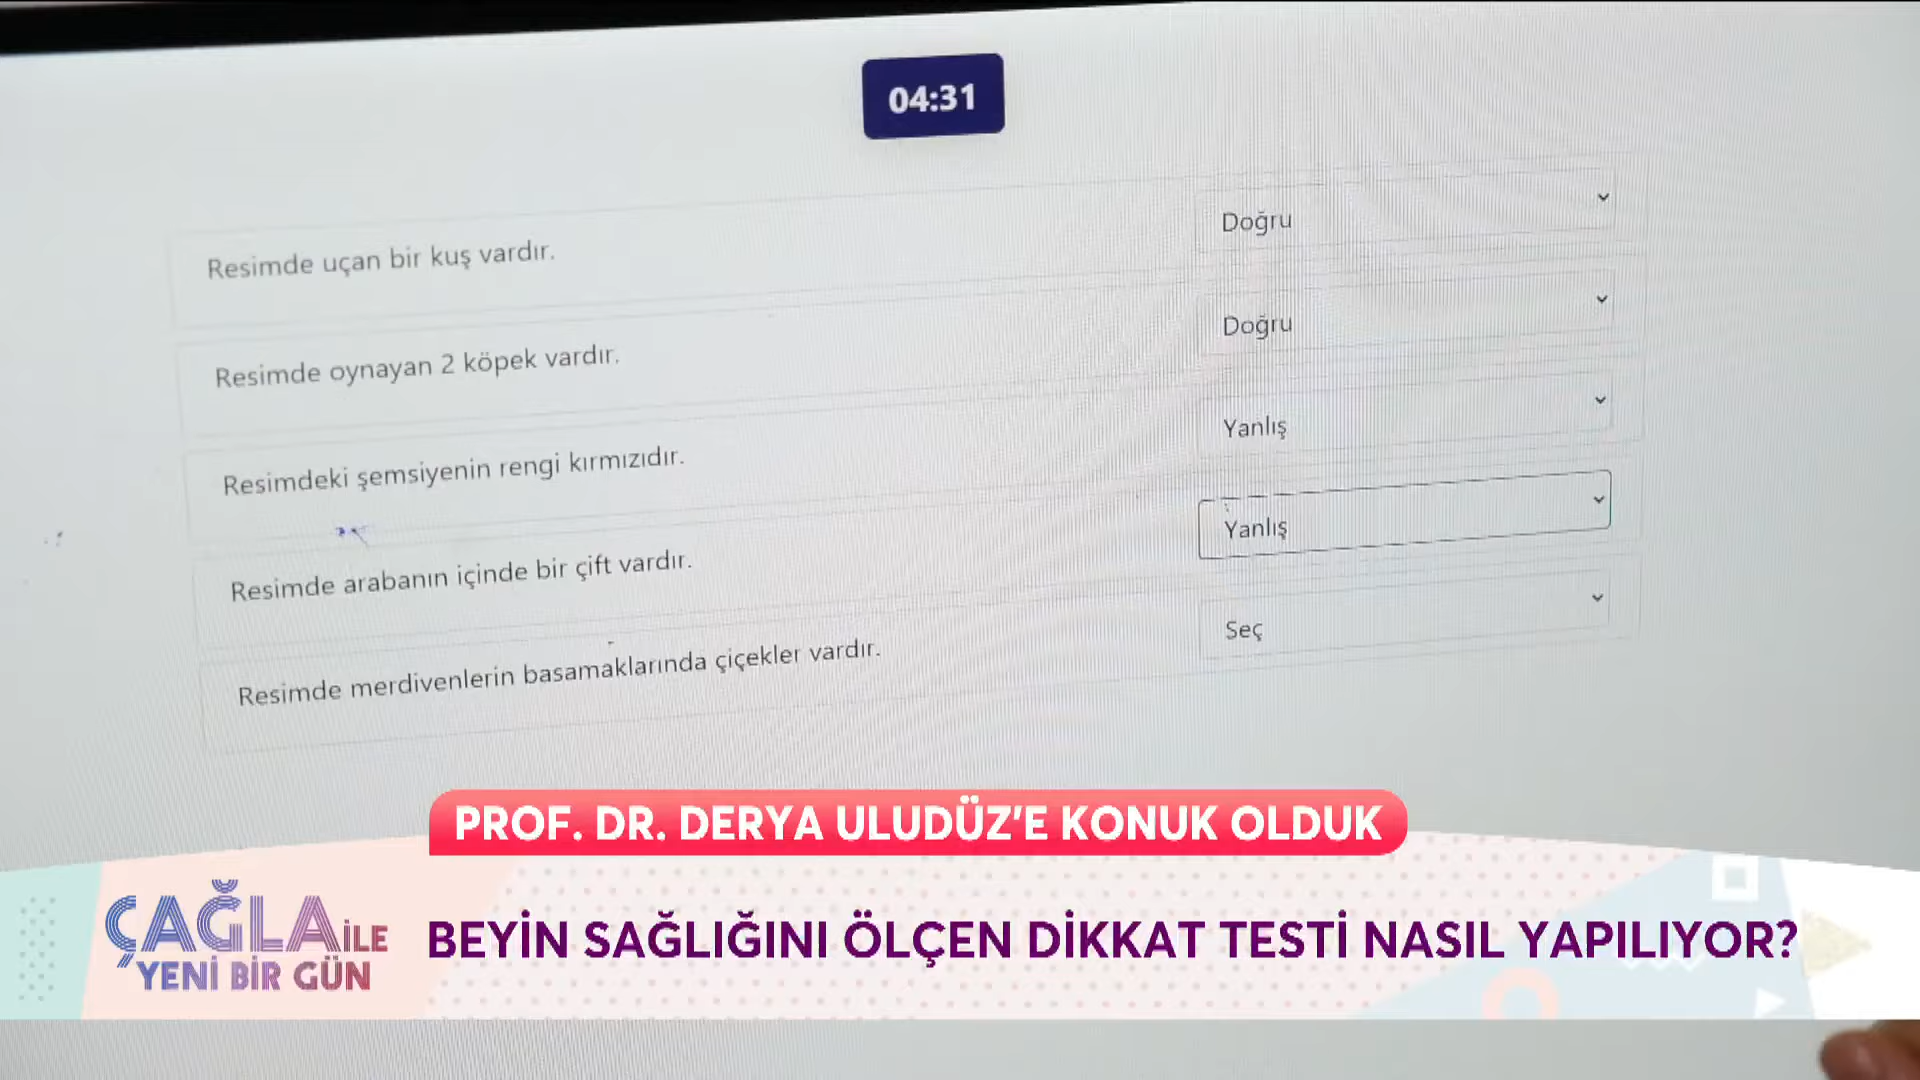 04:31
Resimde uçan bir kuş vardır.
Doğru
Resimde oynayan 2 köpek vardır.
Doğru
Resimdeki şemsiyenin rengi kırmızıdır.
Yanlış
Resimde arabanın içinde bir çift vardır.
Yanlış
Resimde merdivenlerin basamaklarında çiçekler vardır.
Seç
PROF. DR. DERYA ULUDÜZ'E KONUK OLDUK
ÇAĞLA İLE
YENİ BİR GÜN
BEYİN SAĞLIĞINI ÖLÇEN DİKKAT TESTİ NASIL YAPILIYOR?